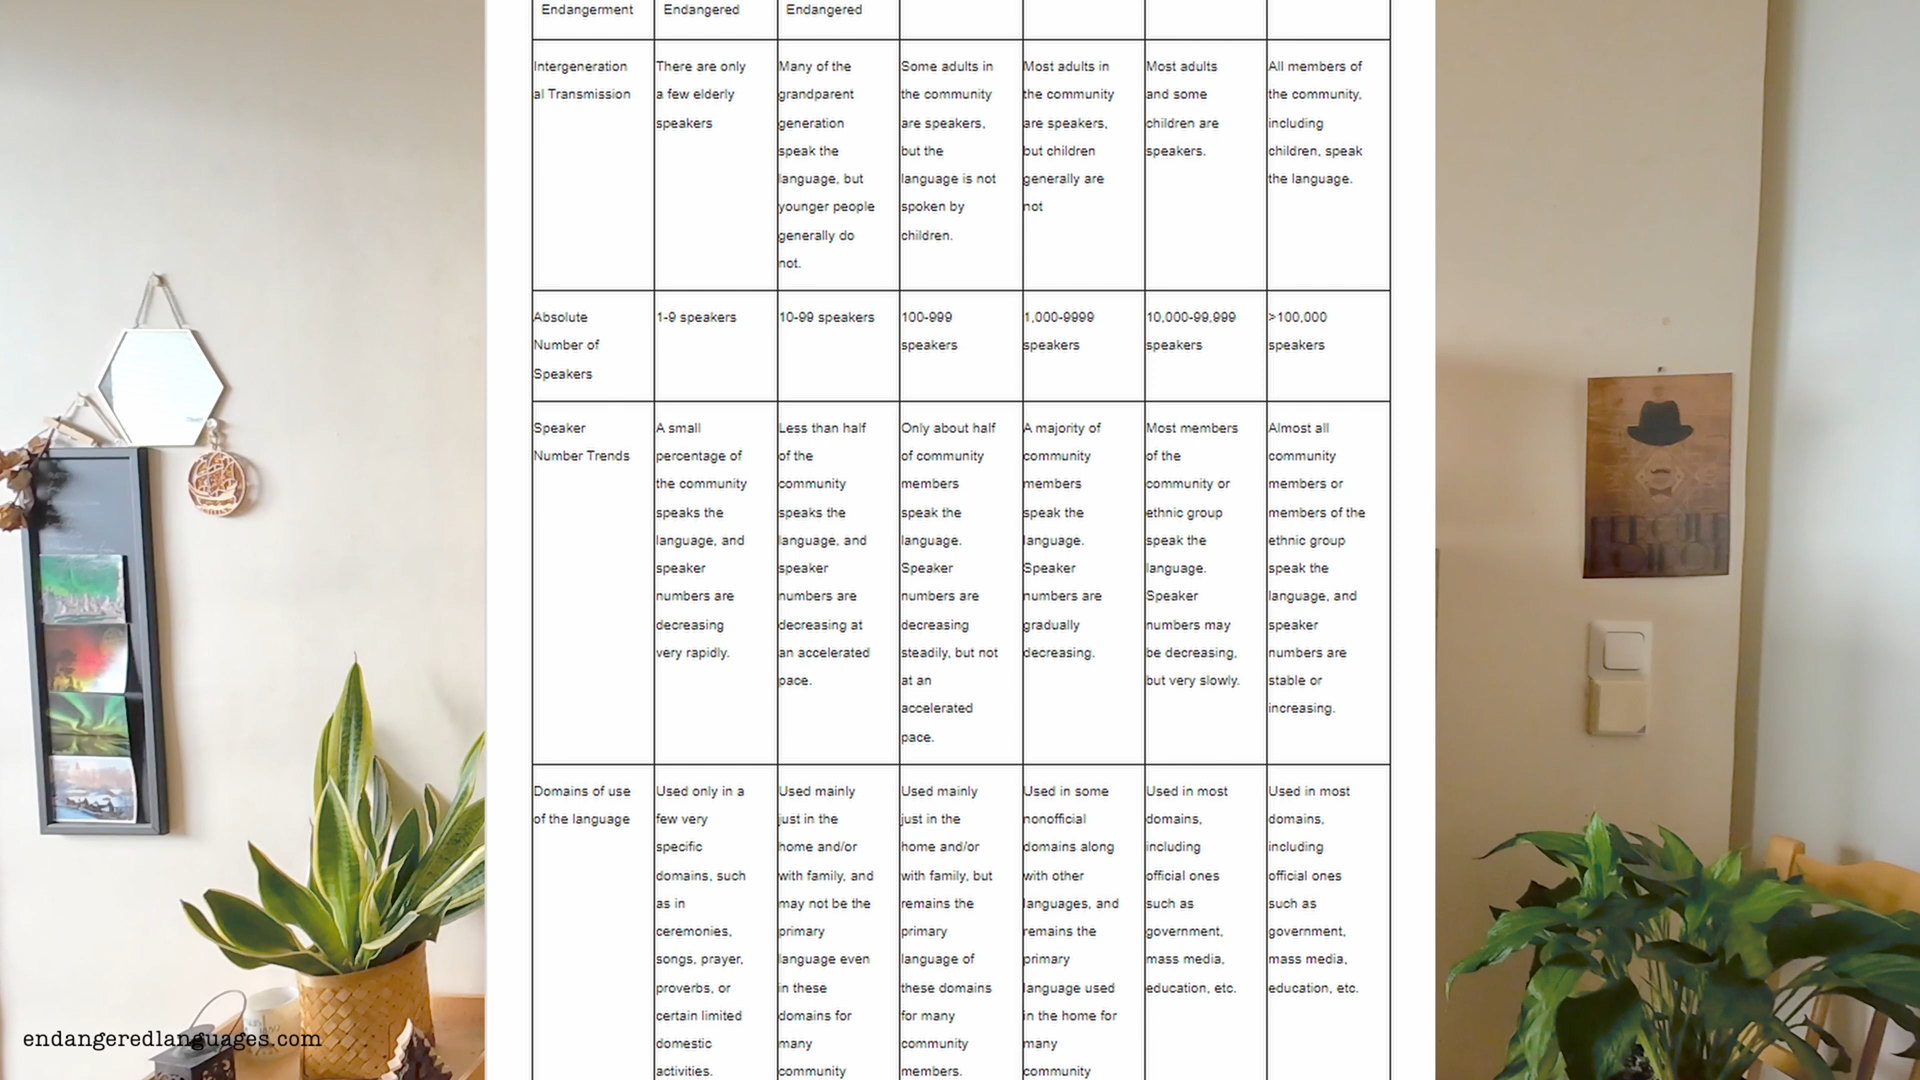 Endangerment
Endangered
Endangered
Intergeneration
al Transmission
There are only
a few elderly
speakers
Many of the
grandparent
generation
speak the
language, but
younger people
generally do
not.
Some adults in
the community
are speakers,
but the
language is not
spoken by
children.
Most adults in
the community
are speakers,
but children
generally are
not
Most adults
and some
children are
speakers.
All members of
the community,
including
children, speak
the language.
Absolute
Number of
Speakers
1-9 speakers
10-99 speakers
100-999
speakers
1,000-9999
speakers
10,000-99,999
speakers
>100,000
speakers
Speaker
Number Trends
A small
percentage of
the community
speaks the
language, and
speaker
numbers are
decreasing
very rapidly.
Less than half
of the
community
speaks the
language, and
speaker
numbers are
decreasing at
an accelerated
pace.
Only about half
of community
members
speak the
language.
Speaker
numbers are
decreasing
steadily, but not
at an
accelerated
pace.
A majority of
community
members
speak the
language.
Speaker
numbers are
gradually
decreasing.
Most members
of the
community or
ethnic group
speak the
language.
Speaker
numbers may
be decreasing,
but very slowly.
Almost all
community
members or
members of the
ethnic group
speak the
language, and
speaker
numbers are
stable or
increasing.
Domains of use
of the language
Used only in a
few very
specific
domains, such
as in
ceremonies,
songs, prayer,
proverbs, or
certain limited
domestic
activities.
Used mainly
just in the
home and/or
with family, and
may not be the
primary
language even
in these
domains for
many
community
Used mainly
just in the
home and/or
with family, but
remains the
primary
language of
these domains
for many
community
members.
Used in some
nonofficial
domains along
with other
languages, and
remains the
primary
language used
in the home for
many
community
Used in most
domains,
including
official ones
such as
government,
mass media,
education, etc.
Used in most
domains,
including
official ones
such as
government,
mass media,
education, etc.
endangeredlanguages.com